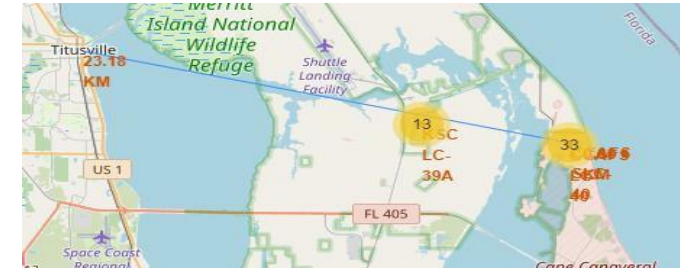 Merritt
Island National
Wildlife
Refuge
Titusville
23.18
KM
Shuttle
Landing
Facility
Florida
13
KSC
LC-
39A
33
40
US 1
FL 405
Space Coast
Regional
Cape Canaveral